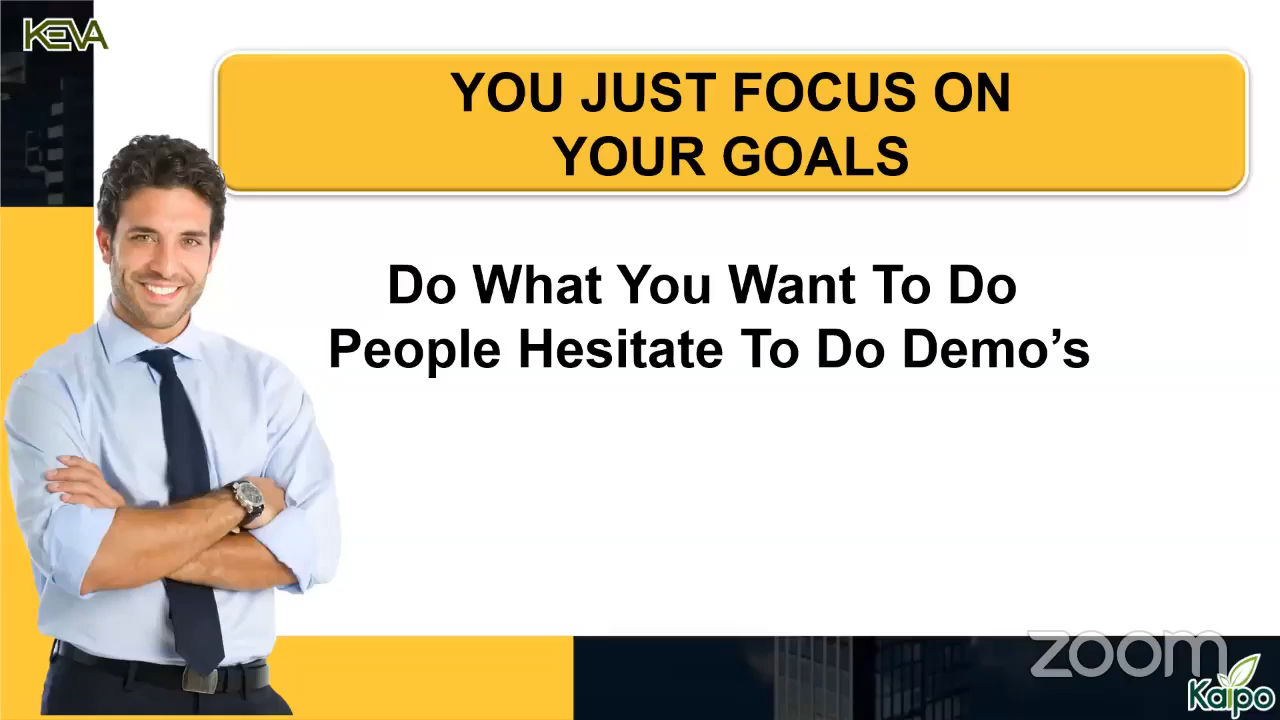 KEVA
YOU JUST FOCUS ON
YOUR GOALS
Do What You Want To Do
People Hesitate To Do Demo’s
zoom
Kaipo